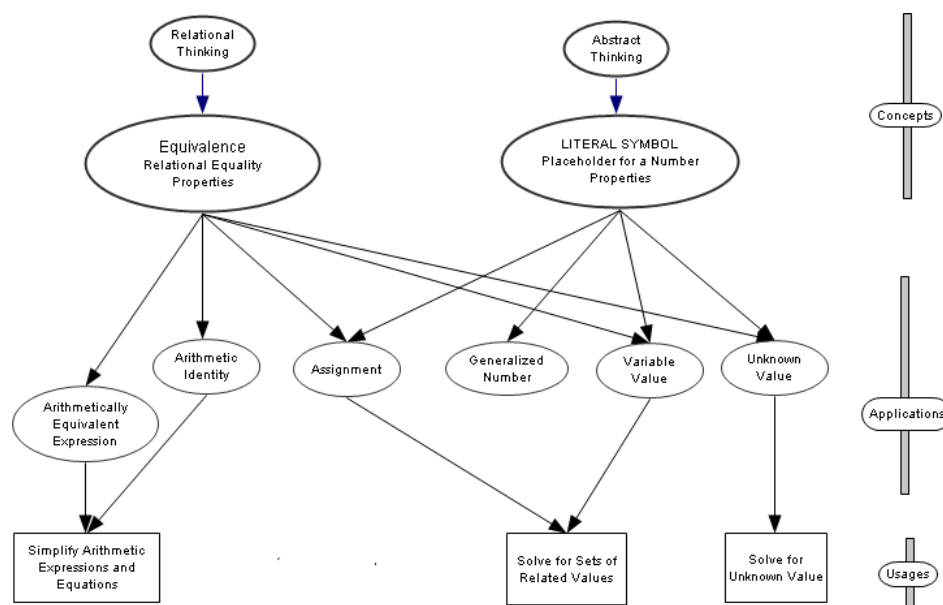 Relational
Thinking
Abstract
Thinking
Concepts
Equivalence
Relational Equality
Properties
LITERAL SYMBOL
Placeholder for a Number
Properties
Arithmetic
Identity
Assignment
Generalized
Number
Variable
Value
Unknown
Value
Arithmetically
Equivalent
Expression
Applications
Simplify Arithmetic
Expressions and
Equations
Solve for Sets of
Related Values
Solve for
Unknown Value
Usages